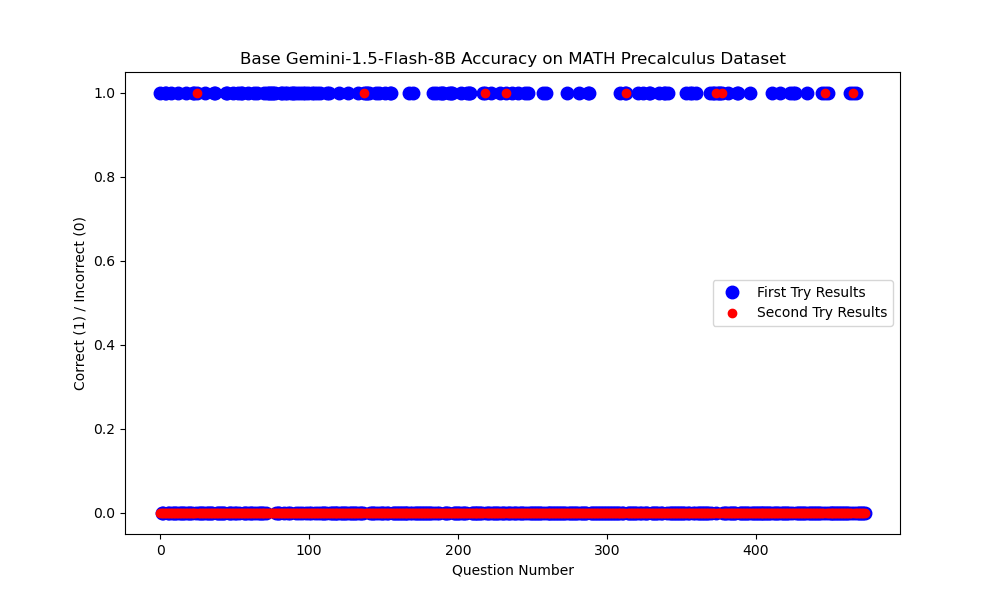 Base Gemini-1.5-Flash-8B Accuracy on MATH Precalculus Dataset
1.0
0.8
0.6
0.4
0.2
0.0
Correct (1) / Incorrect (0)
First Try Results
Second Try Results
0 100 200 300 400
Question Number